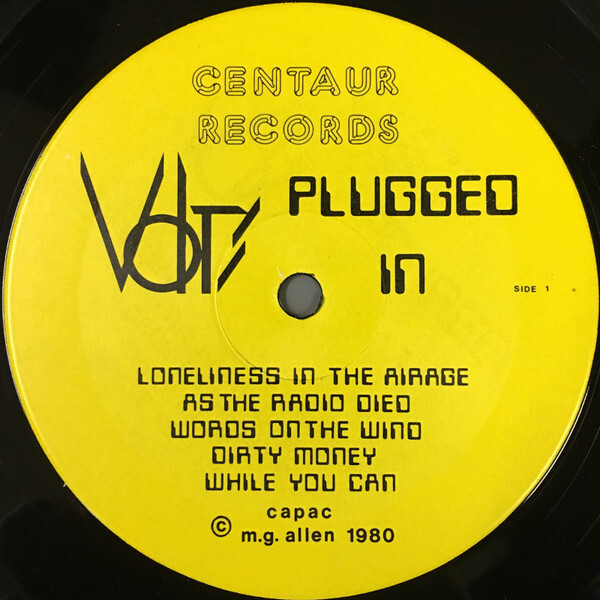 CENTAUR
RECORDS
Volts PLUGGED
IN
SIDE 1
LONELINESS IN THE AIRAGE
AS THE RADIO DIED
WORDS ON THE WIND
DIRTY MONEY
WHILE YOU CAN
capac
© m.g. allen 1980